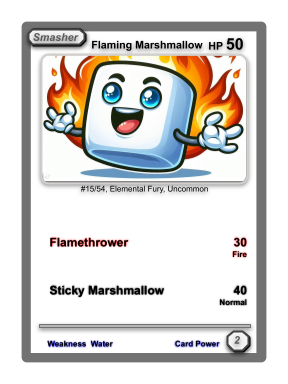 Smasher
Flaming Marshmallow HP 50
#15/54, Elemental Fury, Uncommon
Flamethrower 30
Fire
Sticky Marshmallow 40
Normal
Weakness Water Card Power 2